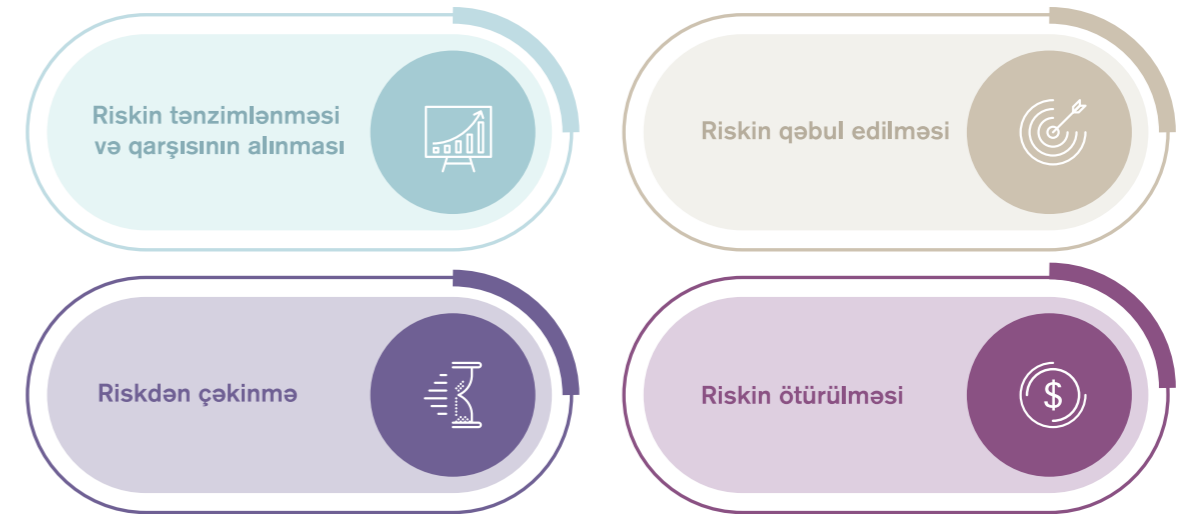 Riskin tənzimlənməsi
və qarşısının alınması
Riskin qəbul edilməsi
Riskdən çəkinmə
Riskin ötürülməsi
$